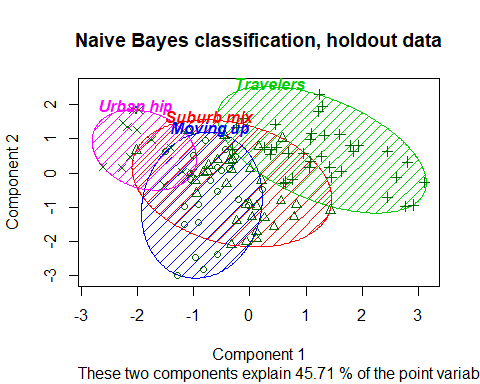 Naive Bayes classification, holdout data
Travelers
Urban hip
Suburb mix
Moving up
Component 2
2
1
0
-1
-2
-3
-3 -2 -1 0 1 2 3
Component 1
These two components explain 45.71 % of the point variab